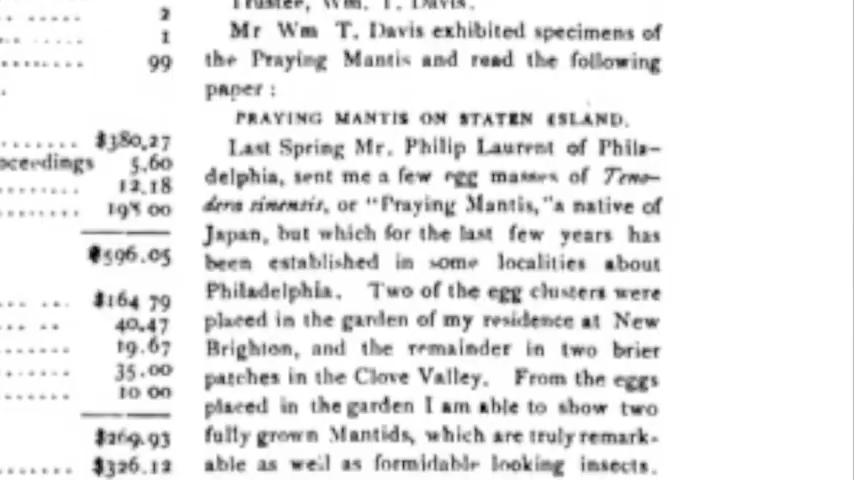 2
1
99
$380.27
oceedings 5.60
12.18
198 00
$596.05
$164 79
40.47
19.67
35.00
10 00
$269.93
$326.12
Trustee, Wm. T. Davis.
Mr Wm T. Davis exhibited specimens of
the Praying Mantis and read the following
paper :
PRAYING MANTIS ON STATEN ISLAND.
Last Spring Mr. Philip Laurent of Phila-
delphia, sent me a few egg masses of Teno-
dera sinensis, or "Praying Mantis," a native of
Japan, but which for the last few years has
been established in some localities about
Philadelphia. Two of the egg clusters were
placed in the garden of my residence at New
Brighton, and the remainder in two brier
patches in the Clove Valley. From the eggs
placed in the garden I am able to show two
fully grown Mantids, which are truly remark-
able as well as formidable looking insects.